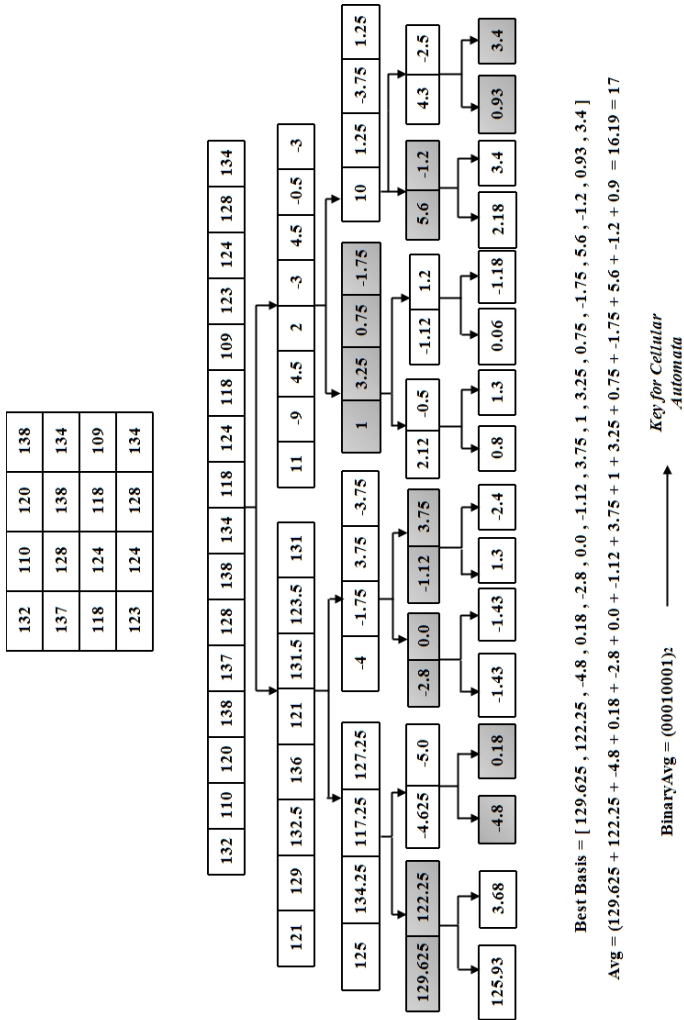 132 110 120 138
137 128 138 134
118 124 118 109
123 124 128 134
132 110 120 138 137 128 138 134 118 124 118 109 123 124 128 134
121 129 132.5 136 121 131.5 123.5 131
11 -9 4.5 2 -3 4.5 -0.5 -3
125 134.25 117.25 127.25
-4 -1.75 3.75 -3.75
1 3.25 0.75 -1.75
10 1.25 -3.75 1.25
129.625 122.25
-4.625 -5.0
-2.8 0.0
-1.12 3.75
2.12 -0.5
-1.12 1.2
5.6 -1.2
4.3 -2.5
125.93 3.68 -4.8 0.18 -1.43 -1.43 1.3 -2.4 0.8 1.3 0.06 -1.18 2.18 3.4 0.93 3.4
Best Basis = [ 129.625 , 122.25 , -4.8 , 0.18 , -2.8 , 0.0 , -1.12 , 3.75 , 1 , 3.25 , 0.75 , -1.75 , 5.6 , -1.2 , 0.93 , 3.4 ]
Avg = (129.625 + 122.25 + -4.8 + 0.18 + -2.8 + 0.0 + -1.12 + 3.75 + 1 + 3.25 + 0.75 + -1.75 + 5.6 + -1.2 + 0.9 = 16.19 = 17
BinaryAvg = (00010001)2
Key for Cellular
Automata